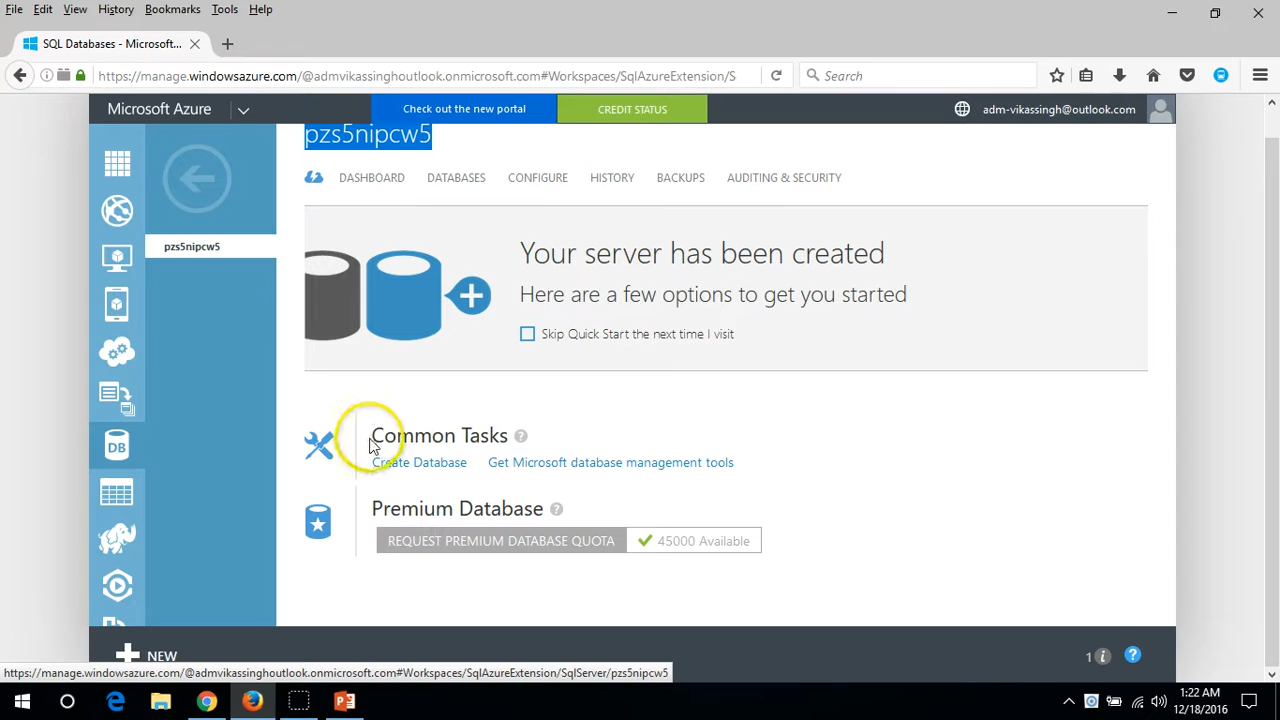 File Edit View History Bookmarks Tools Help
SQL Databases - Microsoft...
https://manage.windowsazure.com/@admvikassinghoutlook.onmicrosoft.com#Workspaces/SqlAzureExtension/S
Search
Microsoft Azure
Check out the new portal
CREDIT STATUS
adm-vikassingh@outlook.com
pzs5nipcw5
DASHBOARD DATABASES CONFIGURE HISTORY BACKUPS AUDITING & SECURITY
pzs5nipcw5
Your server has been created
Here are a few options to get you started
Skip Quick Start the next time I visit
Common Tasks ?
Create Database Get Microsoft database management tools
DB
Premium Database ?
REQUEST PREMIUM DATABASE QUOTA 45000 Available
NEW
1 i ?
https://manage.windowsazure.com/@admvikassinghoutlook.onmicrosoft.com#Workspaces/SqlAzureExtension/SqlServer/pzs5nipcw5
1:22 AM
12/18/2016